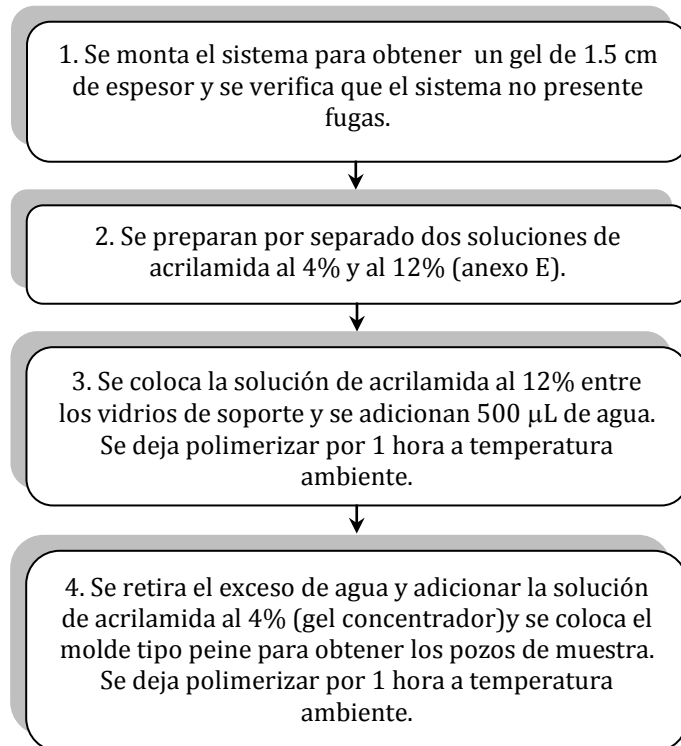 1. Se monta el sistema para obtener un gel de 1.5 cm
de espesor y se verifica que el sistema no presente
fugas.
2. Se preparan por separado dos soluciones de
acrilamida al 4% y al 12% (anexo E).
3. Se coloca la solución de acrilamida al 12% entre
los vidrios de soporte y se adicionan 500 μL de agua.
Se deja polimerizar por 1 hora a temperatura
ambiente.
4. Se retira el exceso de agua y adicionar la solución
de acrilamida al 4% (gel concentrador)y se coloca el
molde tipo peine para obtener los pozos de muestra.
Se deja polimerizar por 1 hora a temperatura
ambiente.